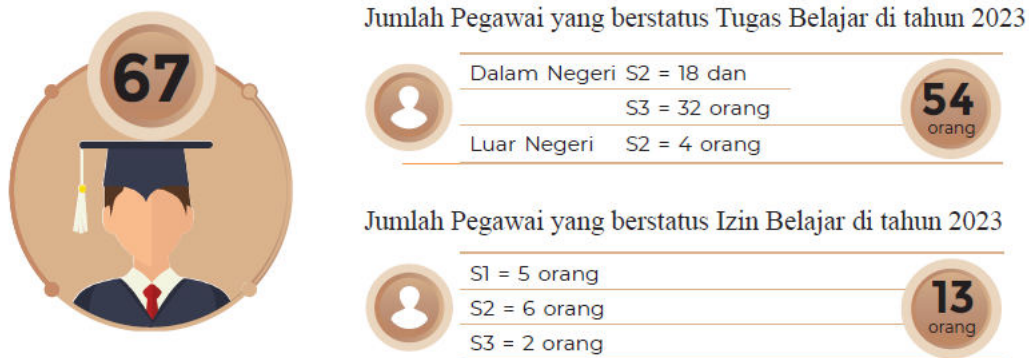 67
Jumlah Pegawai yang berstatus Tugas Belajar di tahun 2023
Dalam Negeri S2 = 18 dan
S3 = 32 orang
Luar Negeri S2 = 4 orang
54
orang
Jumlah Pegawai yang berstatus Izin Belajar di tahun 2023
S1 = 5 orang
S2 = 6 orang
S3 = 2 orang
13
orang